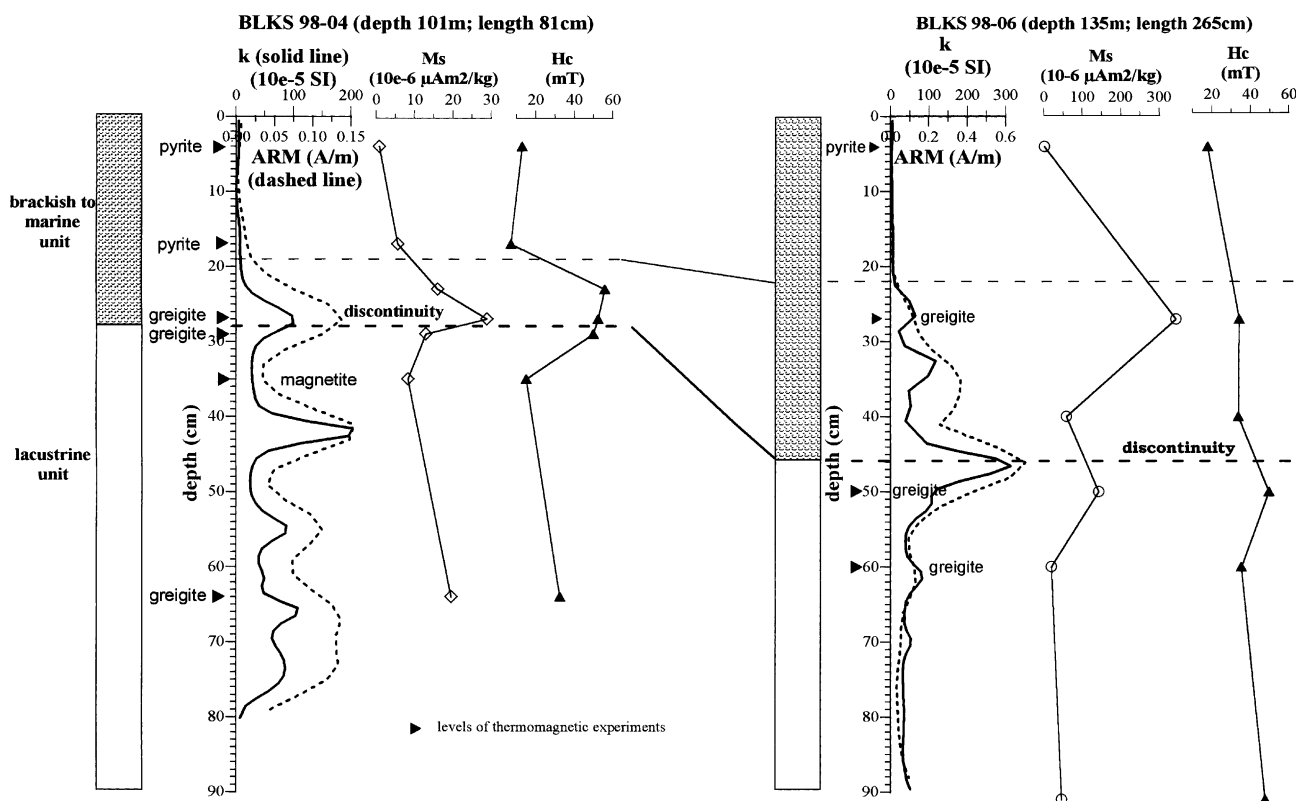 BLKS 98-04 (depth 101m; length 81cm)
k (solid line)
(10e-5 SI)
0 100 200
Ms
(10e-6 µAm2/kg)
0 10 20 30
Hc
(mT)
20 40 60
0.05 0.10 0.15
ARM (A/m)
(dashed line)
0
10
20
30
40
50
60
70
80
90
depth (cm)
brackish to
marine
unit
lacustrine
unit
pyrite
pyrite
greigite
greigite
magnetite
greigite
discontinuity
levels of thermomagnetic experiments
BLKS 98-06 (depth 135m; length 265cm)
k
(10e-5 SI)
0 100 200 300
Ms
(10-6 µAm2/kg)
0 100 200 300
Hc
(mT)
20 40 60
0.2 0.4 0.6
ARM (A/m)
0
10
20
30
40
50
60
70
80
90
depth (cm)
pyrite
greigite
discontinuity
greigite
greigite